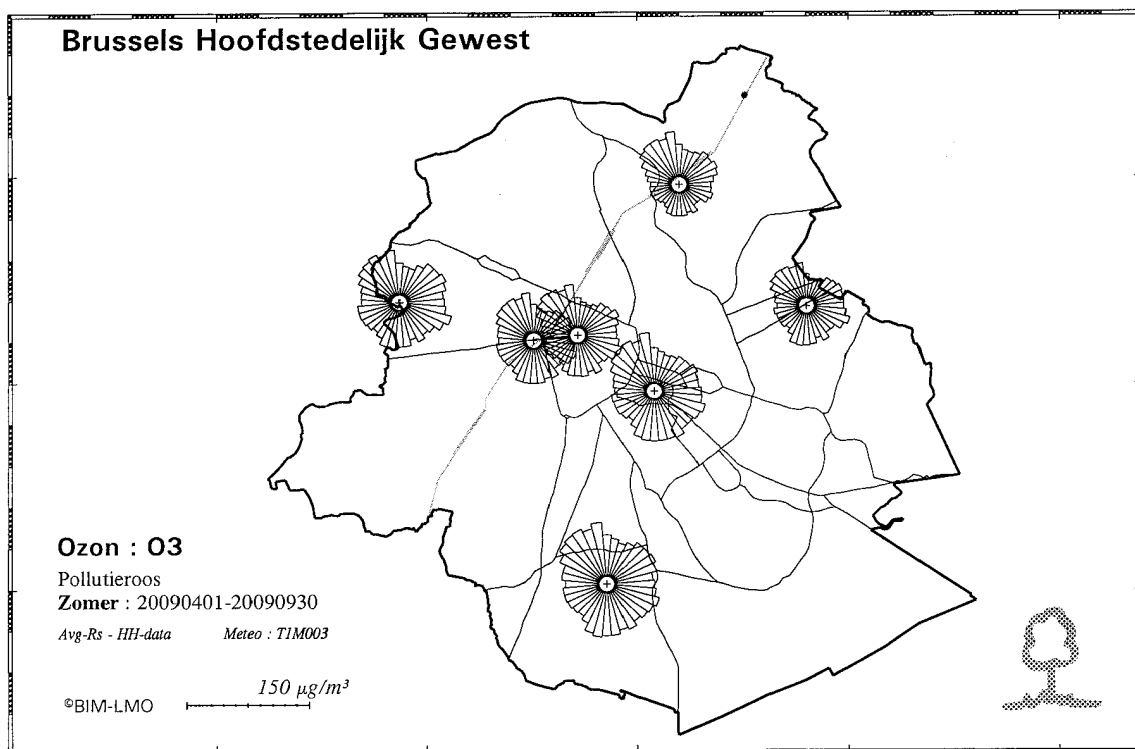 Brussels Hoofdstedelijk Gewest
Ozon : O3
Pollutieroos
Zomer : 20090401-20090930
Avg-Rs - HH-data Meteo : T1M003
150 µg/m³
©BIM-LMO